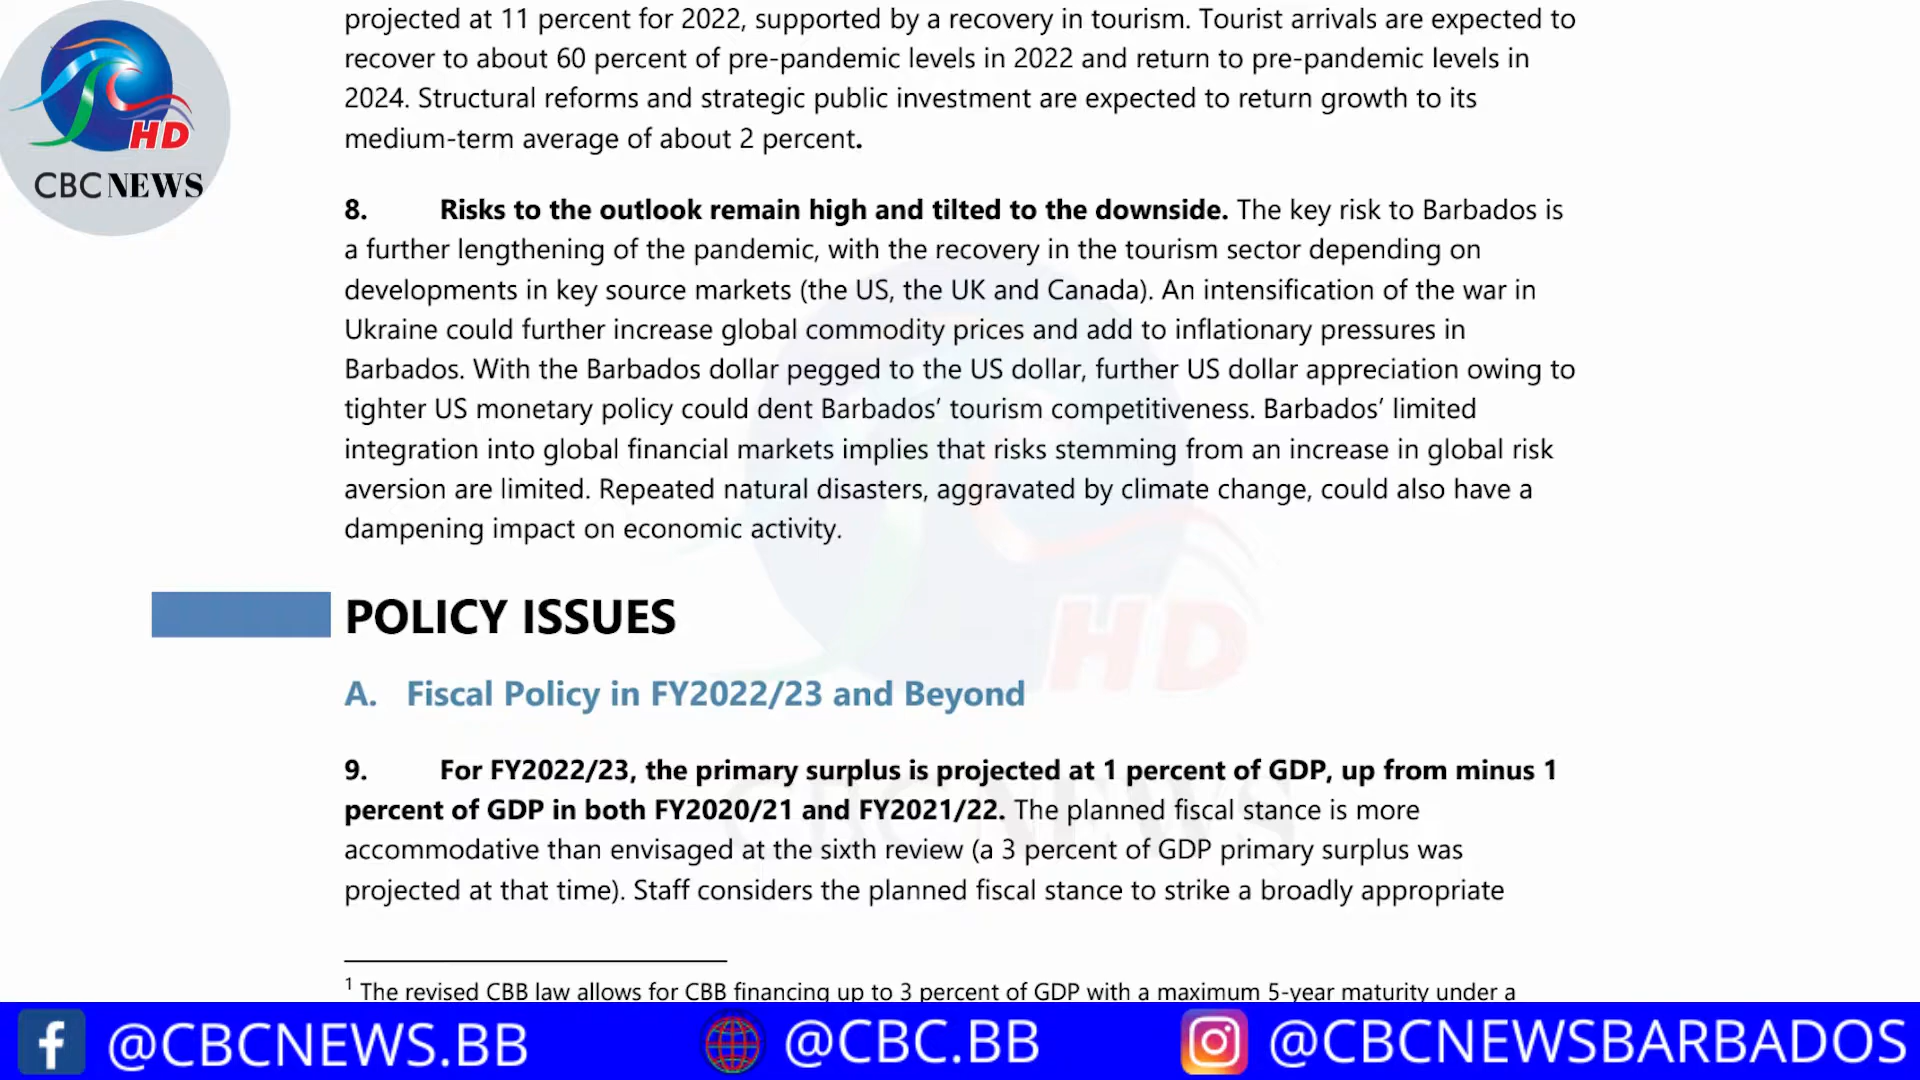 projected at 11 percent for 2022, supported by a recovery in tourism. Tourist arrivals are expected to
recover to about 60 percent of pre-pandemic levels in 2022 and return to pre-pandemic levels in
2024. Structural reforms and strategic public investment are expected to return growth to its
medium-term average of about 2 percent.
HD
CBC NEWS
8. Risks to the outlook remain high and tilted to the downside. The key risk to Barbados is
a further lengthening of the pandemic, with the recovery in the tourism sector depending on
developments in key source markets (the US, the UK and Canada). An intensification of the war in
Ukraine could further increase global commodity prices and add to inflationary pressures in
Barbados. With the Barbados dollar pegged to the US dollar, further US dollar appreciation owing to
tighter US monetary policy could dent Barbados’ tourism competitiveness. Barbados’ limited
integration into global financial markets implies that risks stemming from an increase in global risk
aversion are limited. Repeated natural disasters, aggravated by climate change, could also have a
dampening impact on economic activity.
POLICY ISSUES
HD
A. Fiscal Policy in FY2022/23 and Beyond
9. For FY2022/23, the primary surplus is projected at 1 percent of GDP, up from minus 1
percent of GDP in both FY2020/21 and FY2021/22. The planned fiscal stance is more
CBC NEWS
accommodative than envisaged at the sixth review (a 3 percent of GDP primary surplus was
projected at that time). Staff considers the planned fiscal stance to strike a broadly appropriate
1 The revised CBB law allows for CBB financing up to 3 percent of GDP with a maximum 5-year maturity under a
@CBCNEWS.BB
@CBC.BB
@CBCNEWSBARBADOS